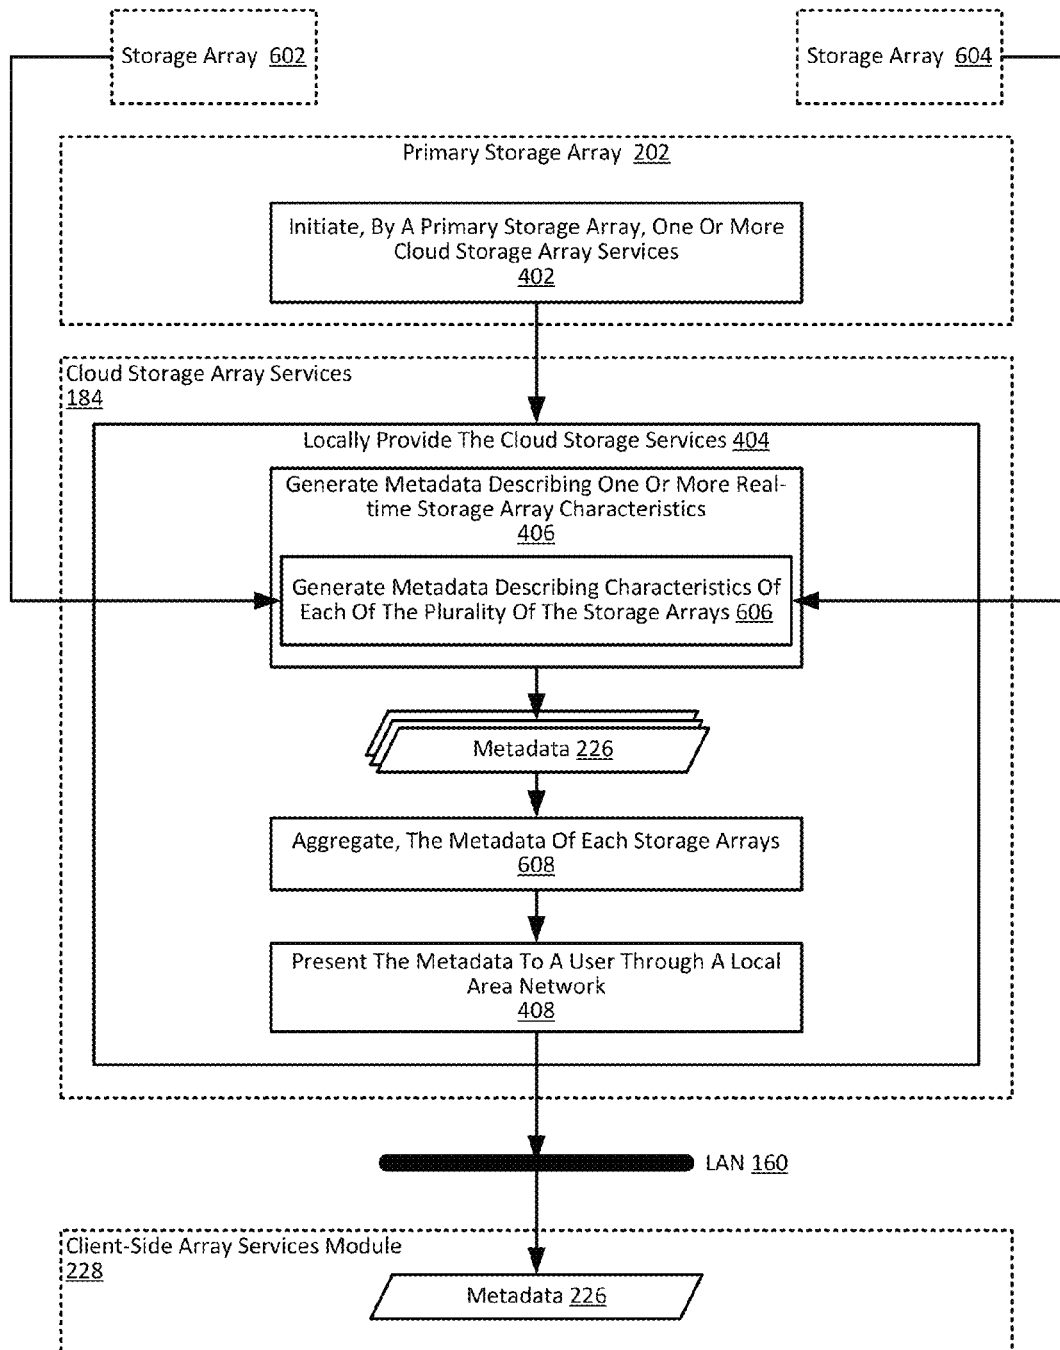 Storage Array 602
Storage Array 604
Primary Storage Array 202
Initiate, By A Primary Storage Array, One Or More
Cloud Storage Array Services
402
Cloud Storage Array Services
184
Locally Provide The Cloud Storage Services 404
Generate Metadata Describing One Or More Real-
time Storage Array Characteristics
406
Generate Metadata Describing Characteristics Of
Each Of The Plurality Of The Storage Arrays 606
Metadata 226
Aggregate, The Metadata Of Each Storage Arrays
608
Present The Metadata To A User Through A Local
Area Network
408
LAN 160
Client-Side Array Services Module
228
Metadata 226